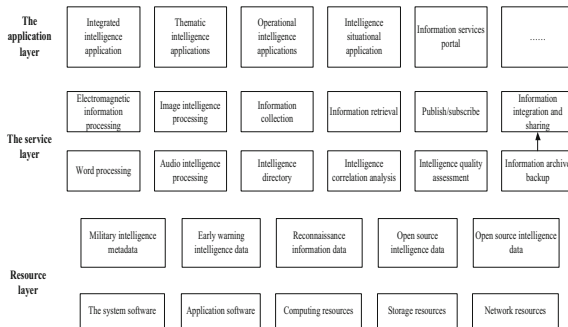 The
application
layer
Integrated
intelligence
application
Thematic
intelligence
applications
Operational
intelligence
applications
Intelligence
situational
application
Information services
portal
......
The service
layer
Electromagnetic
information
processing
Image intelligence
processing
Information
collection
Information retrieval
Publish/subscribe
Information
integration and
sharing
Word processing
Audio intelligence
processing
Intelligence
directory
Intelligence
correlation analysis
Intelligence quality
assessment
Information archive
backup
Resource
layer
Military intelligence
metadata
Early warning
intelligence data
Reconnaissance
information data
Open source
intelligence data
Open source intelligence
data
The system software
Application software
Computing resources
Storage resources
Network resources